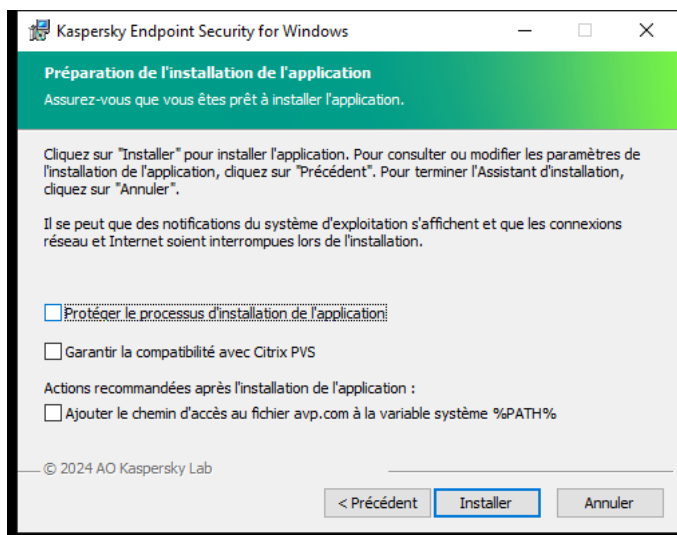 Kaspersky Endpoint Security for Windows
Préparation de l'installation de l'application
Assurez-vous que vous êtes prêt à installer l'application.
Cliquez sur "Installer" pour installer l'application. Pour consulter ou modifier les paramètres de
l'installation de l'application, cliquez sur "Précédent". Pour terminer l'Assistant d'installation,
cliquez sur "Annuler".
Il se peut que des notifications du système d'exploitation s'affichent et que les connexions
réseau et Internet soient interrompues lors de l'installation.
Protéger le processus d'installation de l'application
Garantir la compatibilité avec Citrix PVS
Actions recommandées après l'installation de l'application :
Ajouter le chemin d'accès au fichier avp.com à la variable système %PATH%
© 2024 AO Kaspersky Lab
< Précédent Installer Annuler